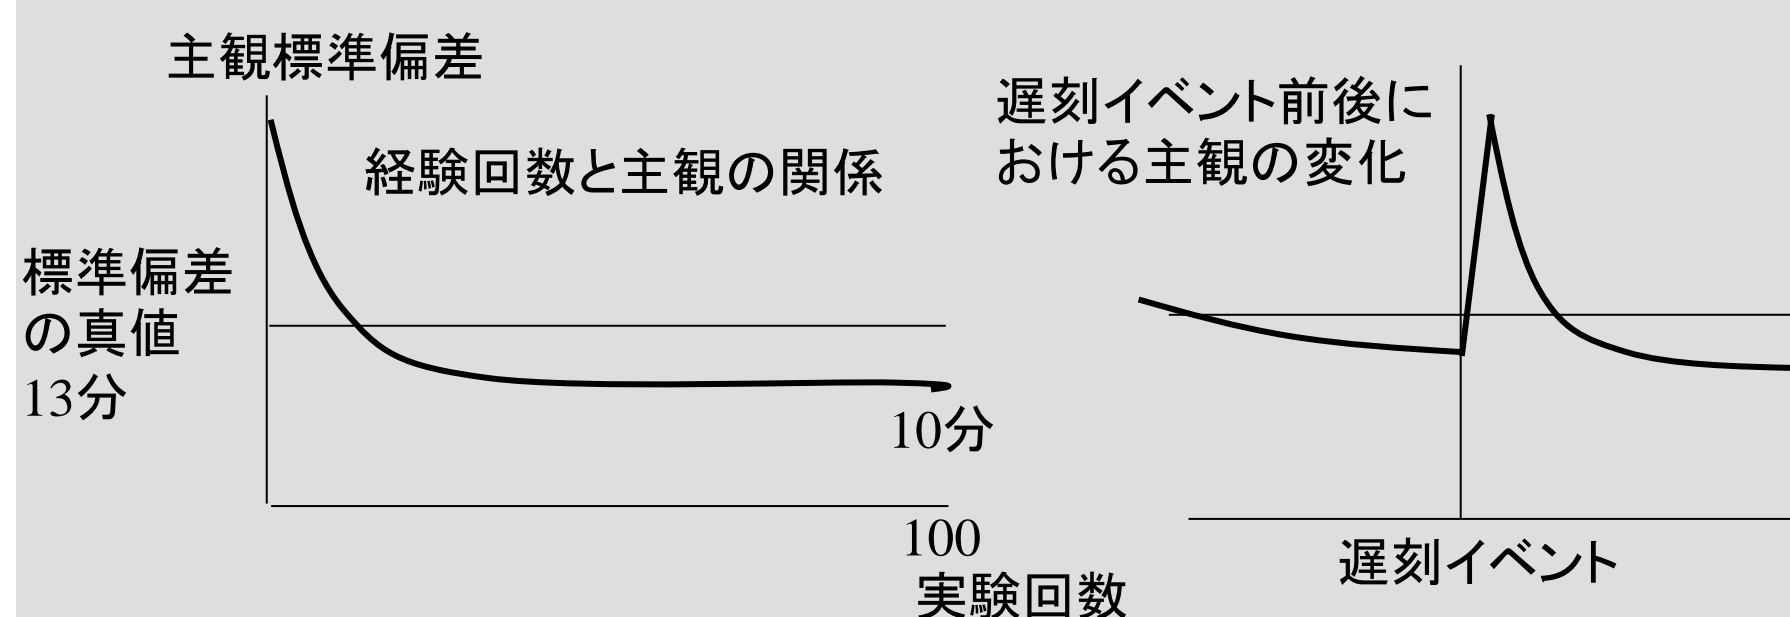 主観標準偏差
経験回数と主観の関係
標準偏差
の真値
13分
10分
100
実験回数
遅刻イベント前後に
おける主観の変化
遅刻イベント